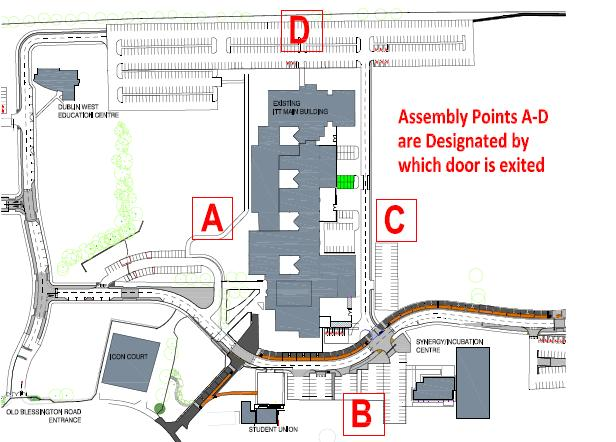 D
DUBLIN WEST
EDUCATION CENTRE
EXISTING
ITT MAIN BUILDING
Assembly Points A-D
are Designated by
which door is exited
A
C
ICON COURT
SYNERGY/INCUBATION
CENTRE
OLD BLESSINGTON ROAD
ENTRANCE
B
STUDENT UNION